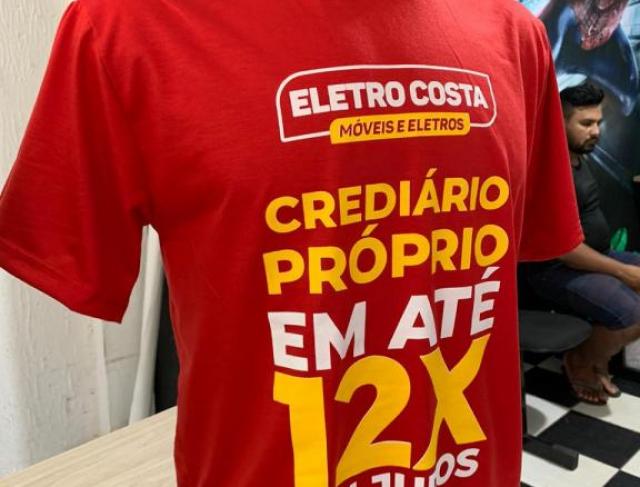 ELETRO COSTA
MÓVEIS E ELETROS
CREDIÁRIO
PRÓPRIO
EM ATÉ
12X